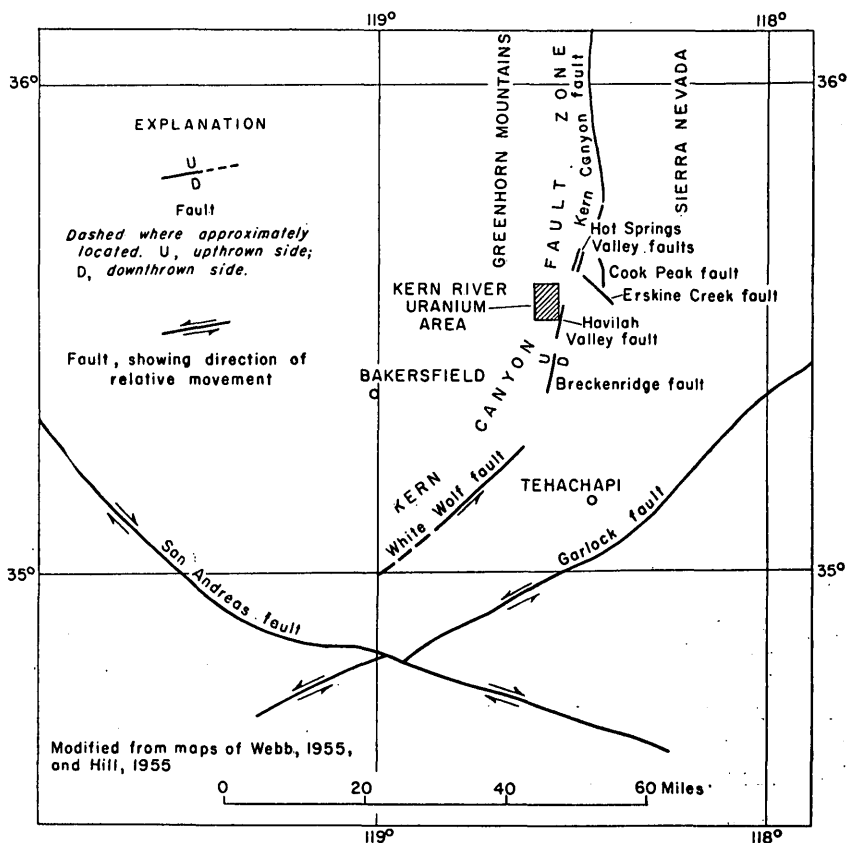 119°
118°
36°
36°
EXPLANATION
U
D
Fault
Dashed where approximately
located. U, upthrown side;
D, downthrown side.
Fault, showing direction of
relative movement
GREENHORN MOUNTAINS
FAULT ZONE
Kern Canyon fault
SIERRA NEVADA
Hot Springs
Valley faults
Cook Peak fault
Erskine Creek fault
KERN RIVER
URANIUM
AREA
Havilah
Valley fault
U
D
Breckenridge fault
BAKERSFIELD
KERN CANYON
White Wolf fault
TEHACHAPI
Garlock fault
San Andreas fault
35°
35°
Modified from maps of Webb, 1955,
and Hill, 1955
0 20 40 60 Miles
119°
118°